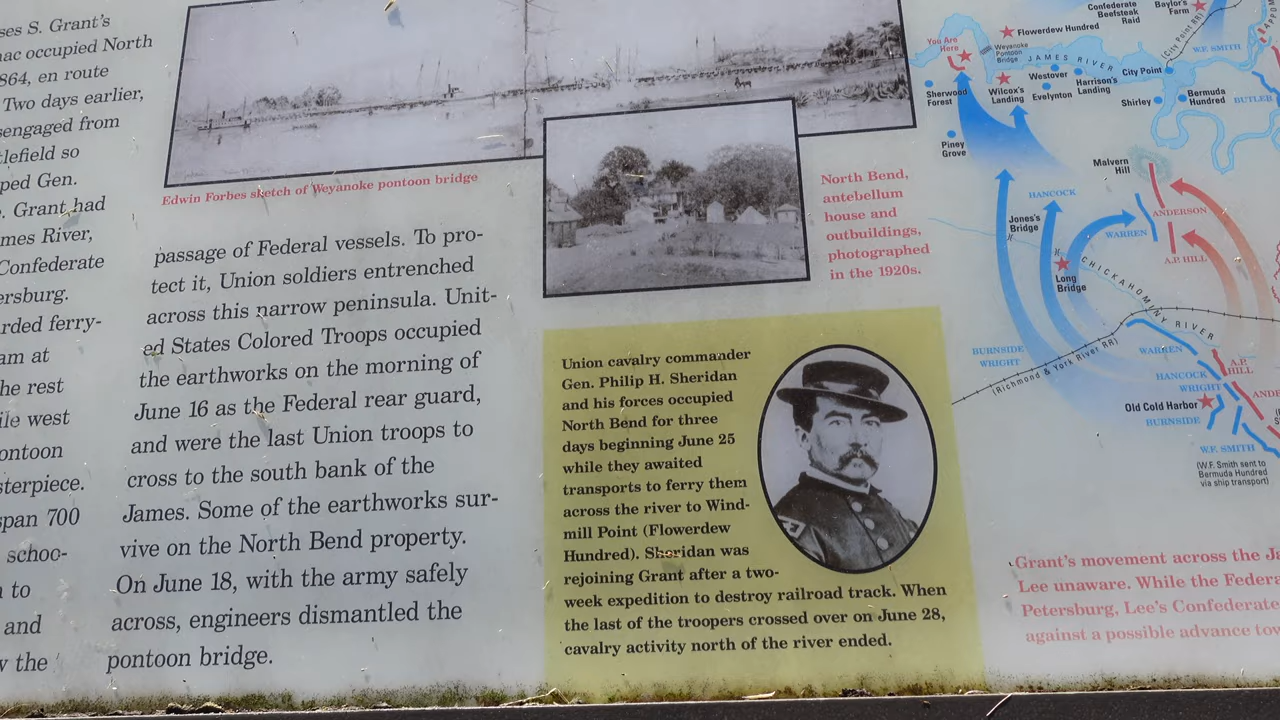 ses S. Grant's
ac occupied North
864, en route
Two days earlier,
engaged from
lefield so
ped Gen.
Grant had
mes River,
Confederate
ersburg.
rded ferry-
am at
he rest
ile west
ontoon
sterpiece.
span 700
schoo-
to
and
the
Edwin Forbes sketch of Weyanoke pontoon bridge
passage of Federal vessels. To pro-
tect it, Union soldiers entrenched
across this narrow peninsula. Unit-
ed States Colored Troops occupied
the earthworks on the morning of
June 16 as the Federal rear guard,
and were the last Union troops to
cross to the south bank of the
James. Some of the earthworks sur-
vive on the North Bend property.
On June 18, with the army safely
across, engineers dismantled the
pontoon bridge.
North Bend,
antebellum
house and
outbuildings,
photographed
in the 1920s.
Union cavalry commander
Gen. Philip H. Sheridan
and his forces occupied
North Bend for three
days beginning June 25
while they awaited
transports to ferry them
across the river to Wind-
mill Point (Flowerdew
Hundred). Sheridan was
rejoining Grant after a two-
week expedition to destroy railroad track. When
the last of the troopers crossed over on June 28,
cavalry activity north of the river ended.
Confederate
Beefsteak
Raid
Baylor's
Farm
(City Point RR)
W.F. SMITH
Flowerdew Hundred
You Are
Here
Weyanoke
Pontoon
Bridge
JAMES RIVER
City Point
Sherwood
Forest
Wilcox's
Landing
Westover
Evelynton
Harrison's
Landing
Shirley
Bermuda
Hundred
BUTLER
Piney
Grove
Malvern
Hill
HANCOCK
ANDERSON
Jones's
Bridge
WARREN
A.P. HILL
Long
Bridge
CHICKAHOMINY RIVER
BURNSIDE
WRIGHT
(Richmond & York River RR)
WARREN
A.P.
HILL
HANCOCK
WRIGHT
ANDE
Old Cold Harbor
BURNSIDE
W.F. SMITH
(W.F. Smith sent to
Bermuda Hundred
via ship transport)
Grant's movement across the Ja
Lee unaware. While the Federa
Petersburg, Lee's Confederate
against a possible advance tow